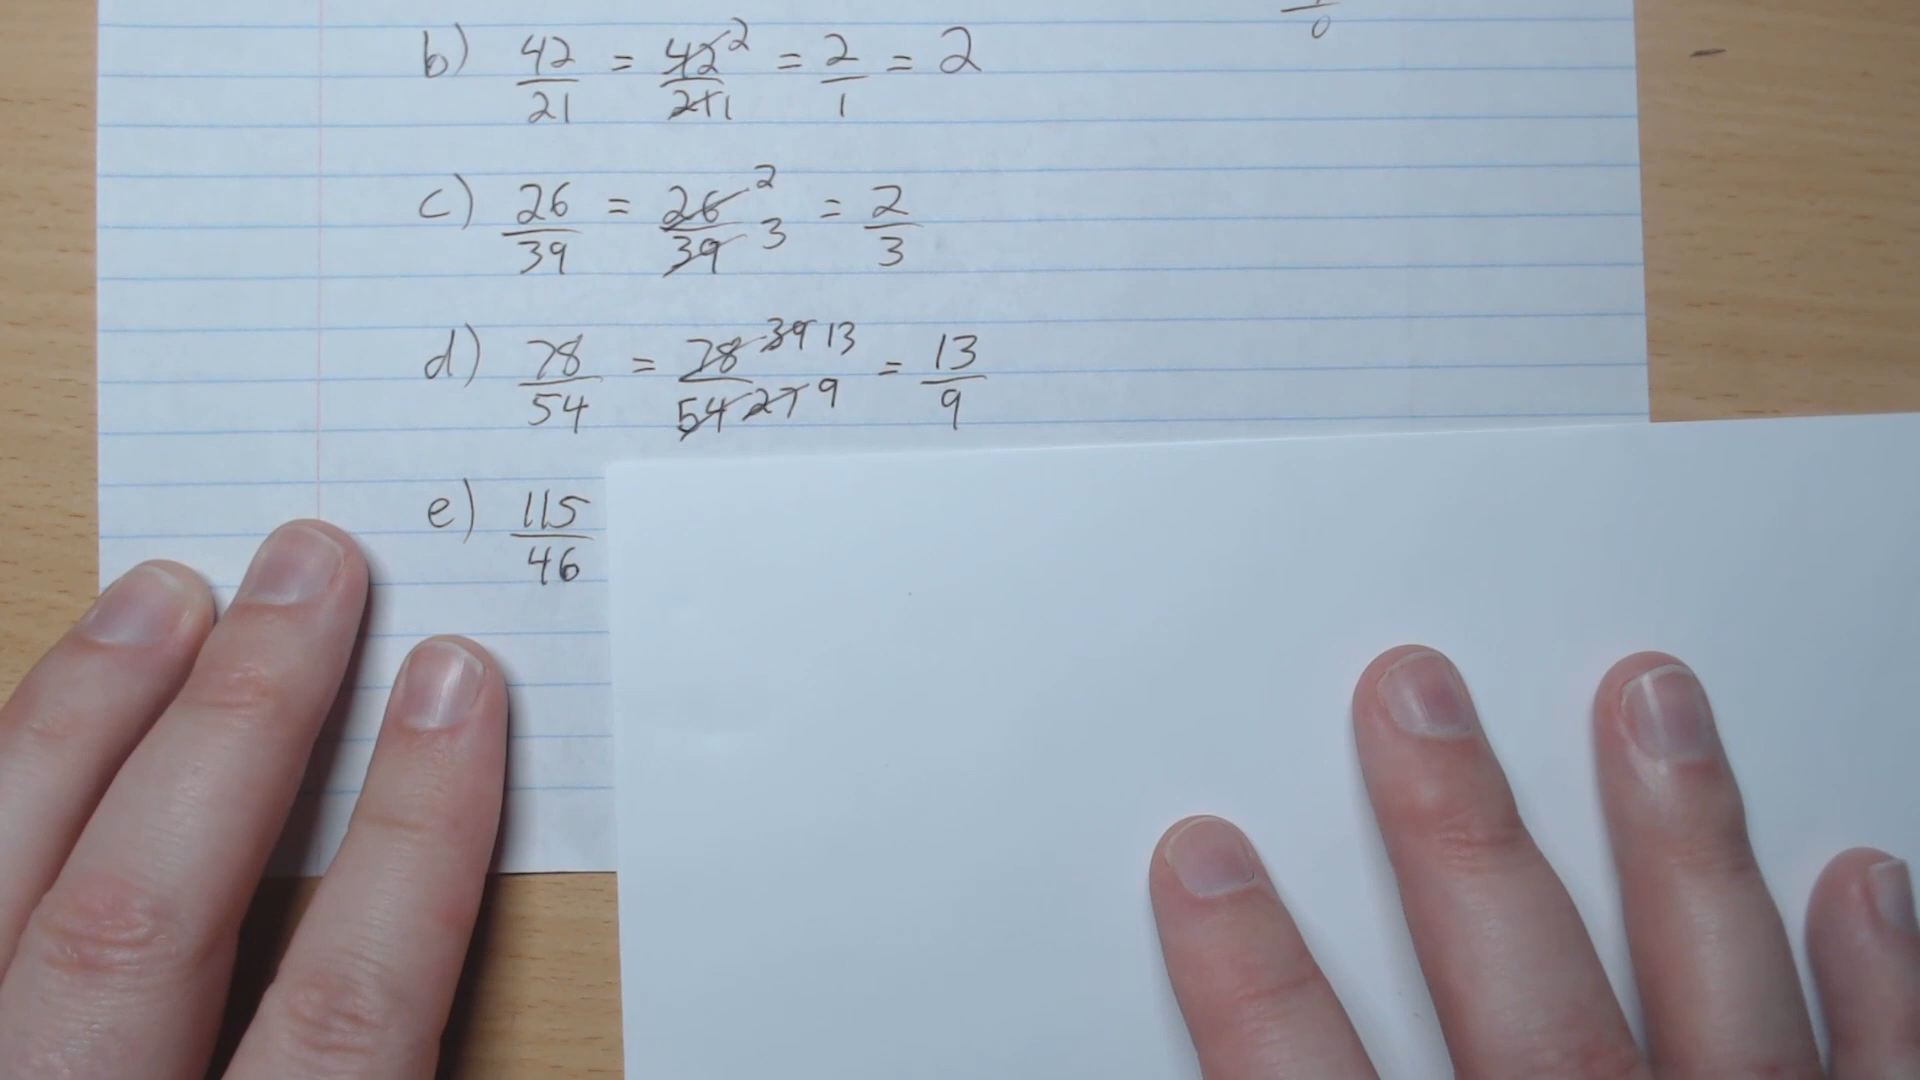 b) 42/21 = 42 2/21 1 = 2/1 = 2
c) 26/39 = 26 2/39 3 = 2/3
d) 78/54 = 78 39 13/54 27 9 = 13/9
e) 115/46
0